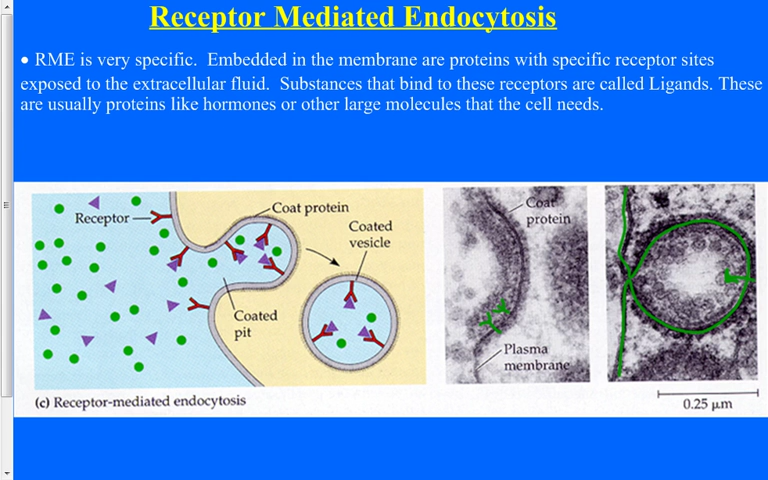 Receptor Mediated Endocytosis
• RME is very specific. Embedded in the membrane are proteins with specific receptor sites
exposed to the extracellular fluid. Substances that bind to these receptors are called Ligands. These
are usually proteins like hormones or other large molecules that the cell needs.
Receptor
Coat protein
Coated
vesicle
Coated
pit
Coat
protein
Plasma
membrane
(c) Receptor-mediated endocytosis
0.25 µm